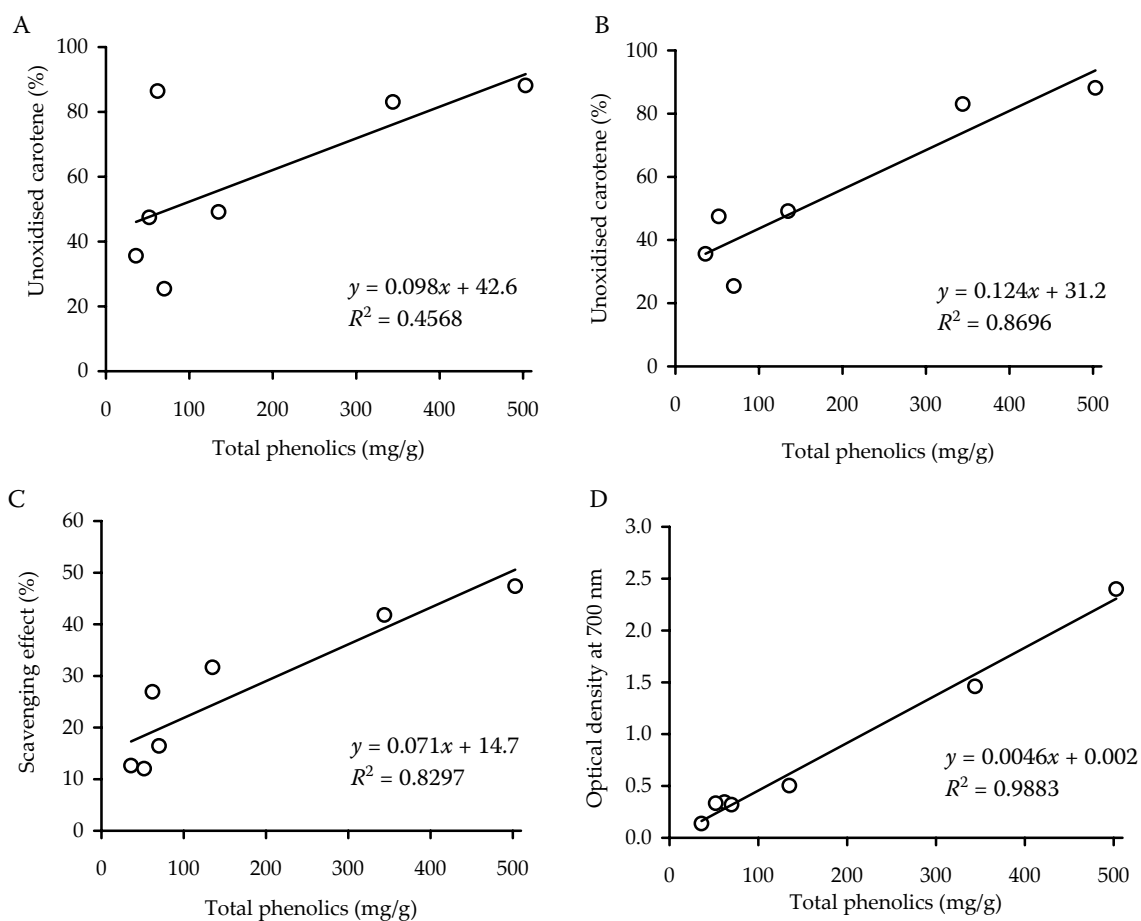 A
Unoxidised carotene (%)
100
80
60
40
20
0
y = 0.098x + 42.6
R² = 0.4568
0 100 200 300 400 500
Total phenolics (mg/g)
B
Unoxidised carotene (%)
100
80
60
40
20
0
y = 0.124x + 31.2
R² = 0.8696
0 100 200 300 400 500
Total phenolics (mg/g)
C
Scavenging effect (%)
60
50
40
30
20
10
0
y = 0.071x + 14.7
R² = 0.8297
0 100 200 300 400 500
Total phenolics (mg/g)
D
Optical density at 700 nm
3.0
2.5
2.0
1.5
1.0
0.5
0.0
y = 0.0046x + 0.002
R² = 0.9883
0 100 200 300 400 500
Total phenolics (mg/g)